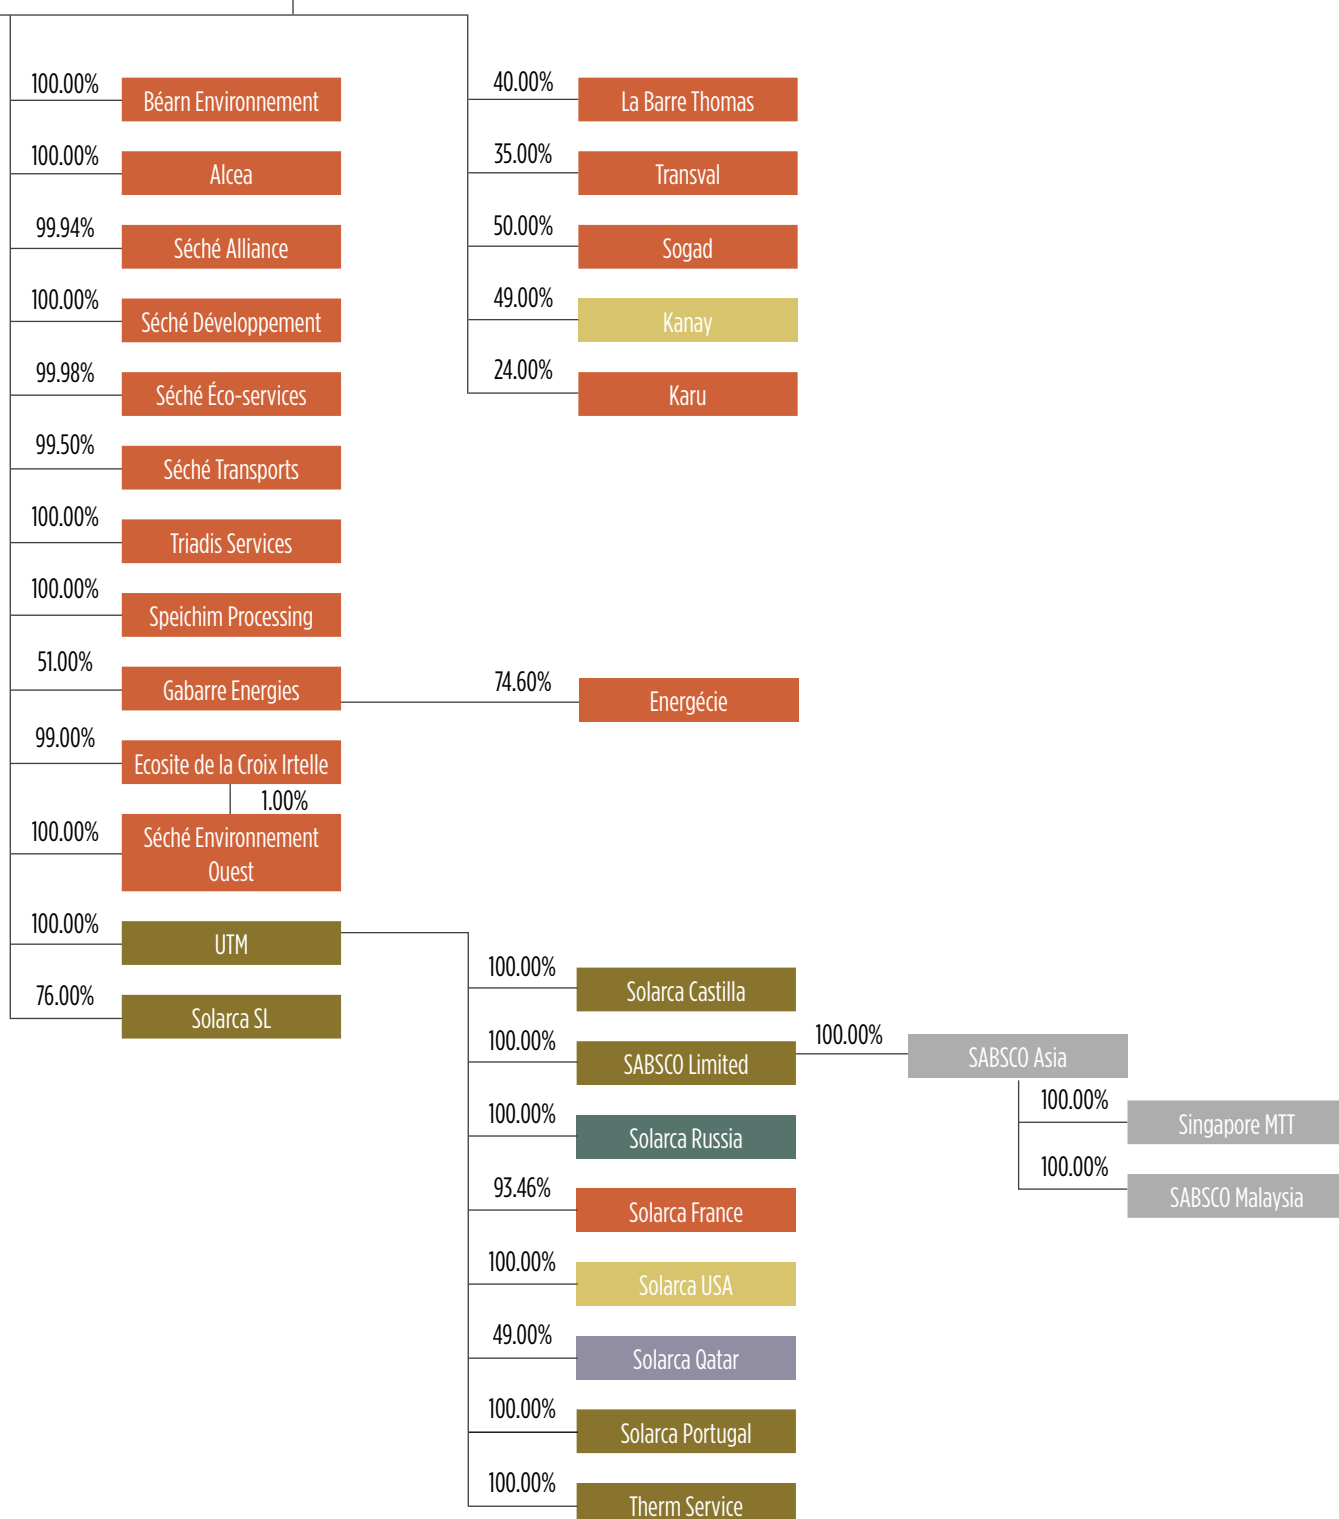 100.00%
Béarn Environnement
100.00%
Alcea
99.94%
Séché Alliance
100.00%
Séché Développement
99.98%
Séché Éco-services
99.50%
Séché Transports
100.00%
Triadis Services
100.00%
Speichim Processing
51.00%
Gabarre Energies
74.60%
Energécie
99.00%
Ecosite de la Croix Irtelle
1.00%
100.00%
Séché Environnement
Ouest
100.00%
UTM
76.00%
Solarca SL
40.00%
La Barre Thomas
35.00%
Transval
50.00%
Sogad
49.00%
Kanay
24.00%
Karu
100.00%
Solarca Castilla
100.00%
SABSCO Limited
100.00%
SABSCO Asia
100.00%
Singapore MTT
100.00%
SABSCO Malaysia
100.00%
Solarca Russia
93.46%
Solarca France
100.00%
Solarca USA
49.00%
Solarca Qatar
100.00%
Solarca Portugal
100.00%
Therm Service